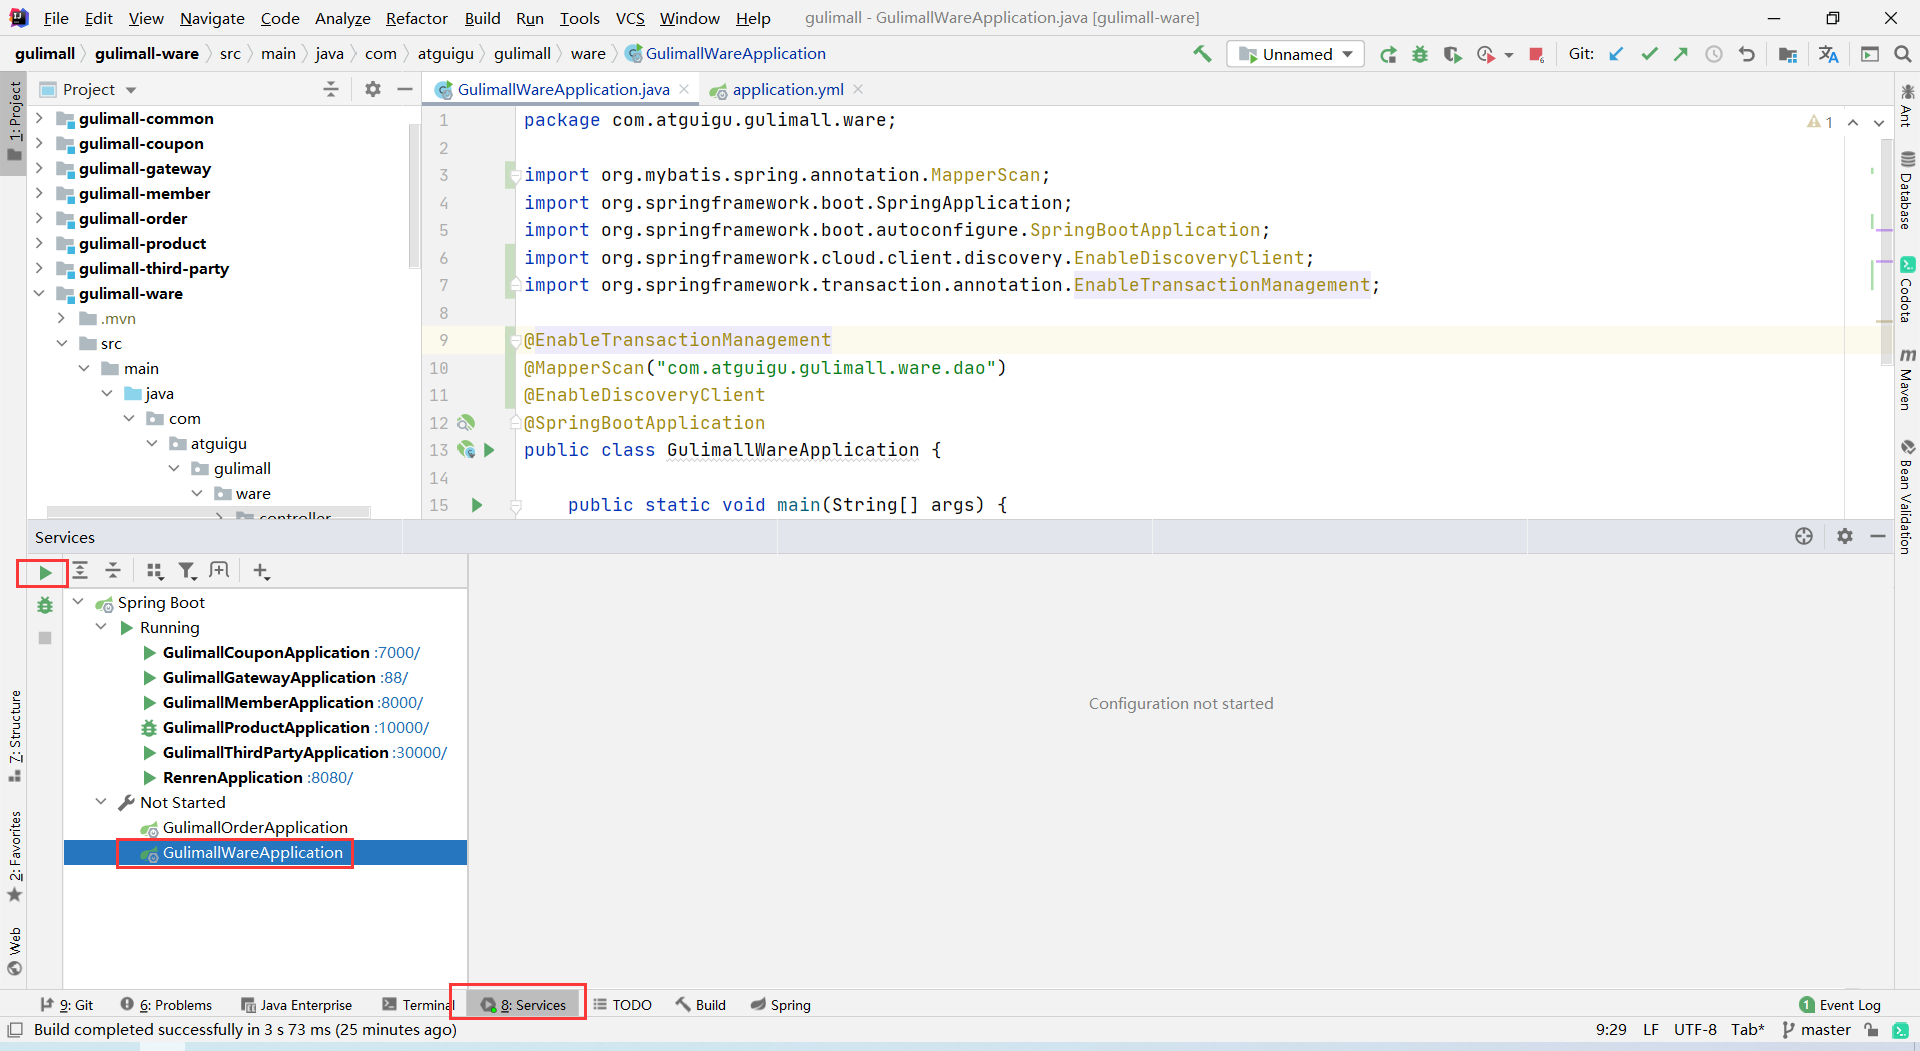 File Edit View Navigate Code Analyze Refactor Build Run Tools VCS Window Help gulimall - GulimallWareApplication.java [gulimall-ware]
gulimall gulimall-ware src main java com atguigu gulimall ware GulimallWareApplication Unnamed Git:
1: Project
Project
gulimall-common
gulimall-coupon
gulimall-gateway
gulimall-member
gulimall-order
gulimall-product
gulimall-third-party
gulimall-ware
.mvn
src
main
java
com
atguigu
gulimall
ware
controller
GulimallWareApplication.java application.yml
1 package com.atguigu.gulimall.ware;
2
3 import org.mybatis.spring.annotation.MapperScan;
4 import org.springframework.boot.SpringApplication;
5 import org.springframework.boot.autoconfigure.SpringBootApplication;
6 import org.springframework.cloud.client.discovery.EnableDiscoveryClient;
7 import org.springframework.transaction.annotation.EnableTransactionManagement;
8
9 @EnableTransactionManagement
10 @MapperScan("com.atguigu.gulimall.ware.dao")
11 @EnableDiscoveryClient
12 @SpringBootApplication
13 public class GulimallWareApplication {
14
15 public static void main(String[] args) {
1
Ant
Database
Codota
Maven
Bean Validation
Services
Spring Boot
Running
GulimallCouponApplication :7000/
GulimallGatewayApplication :88/
GulimallMemberApplication :8000/
GulimallProductApplication :10000/
GulimallThirdPartyApplication :30000/
RenrenApplication :8080/
Not Started
GulimallOrderApplication
GulimallWareApplication
Configuration not started
7: Structure
2: Favorites
Web
9: Git 6: Problems Java Enterprise Terminal 8: Services TODO Build Spring 1 Event Log
Build completed successfully in 3 s 73 ms (25 minutes ago) 9:29 LF UTF-8 Tab* master